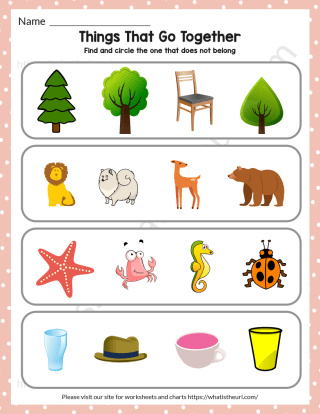 Name ____________________
Things That Go Together
Find and circle the one that does not belong
Please visit our site for worksheets and charts https://whatistheurl.com/